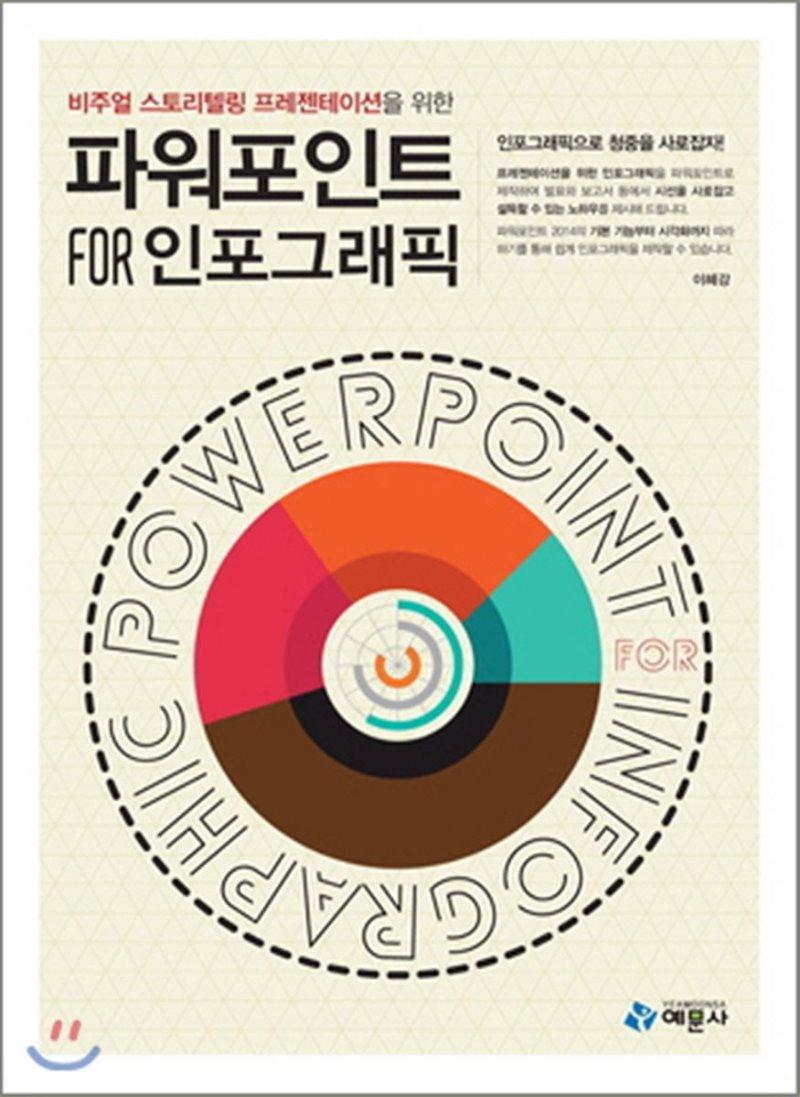 비주얼 스토리텔링 프레젠테이션을 위한
파워포인트
FOR 인포그래픽
인포그래픽으로 청중을 사로잡자!
프레젠테이션을 위한 인포그래픽을 파워포인트로
제작하여 발표와 보고서 등에서 시선을 사로잡고
설득할 수 있는 노하우를 제시해 드립니다.
파워포인트 2014의 기본 기능부터 시각화까지 따라
하기를 통해 쉽게 인포그래픽을 제작할 수 있습니다.
이혜강
POWERPOINT
FOR
INFOGRAPHIC
YEAMOONSA
예문사